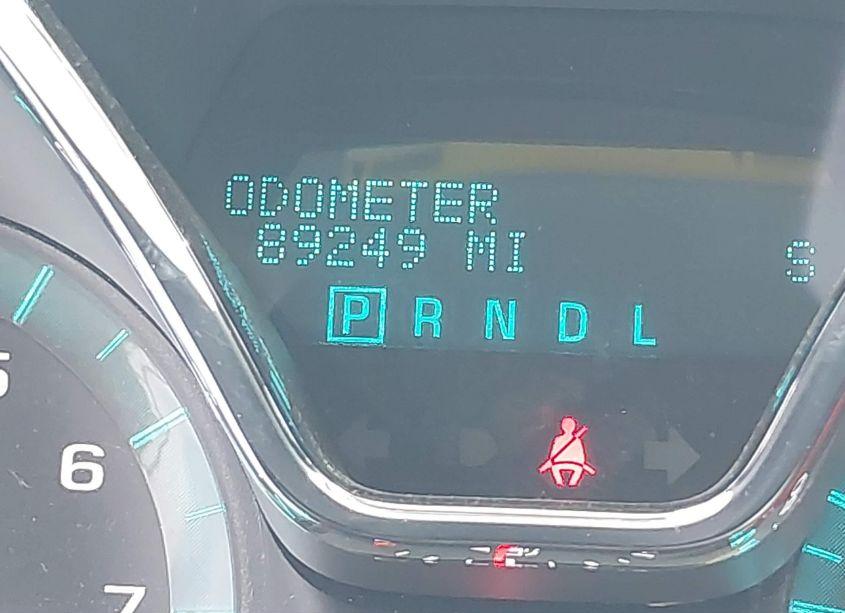 ODOMETER
89249 MI S
P R N D L
5
6
7